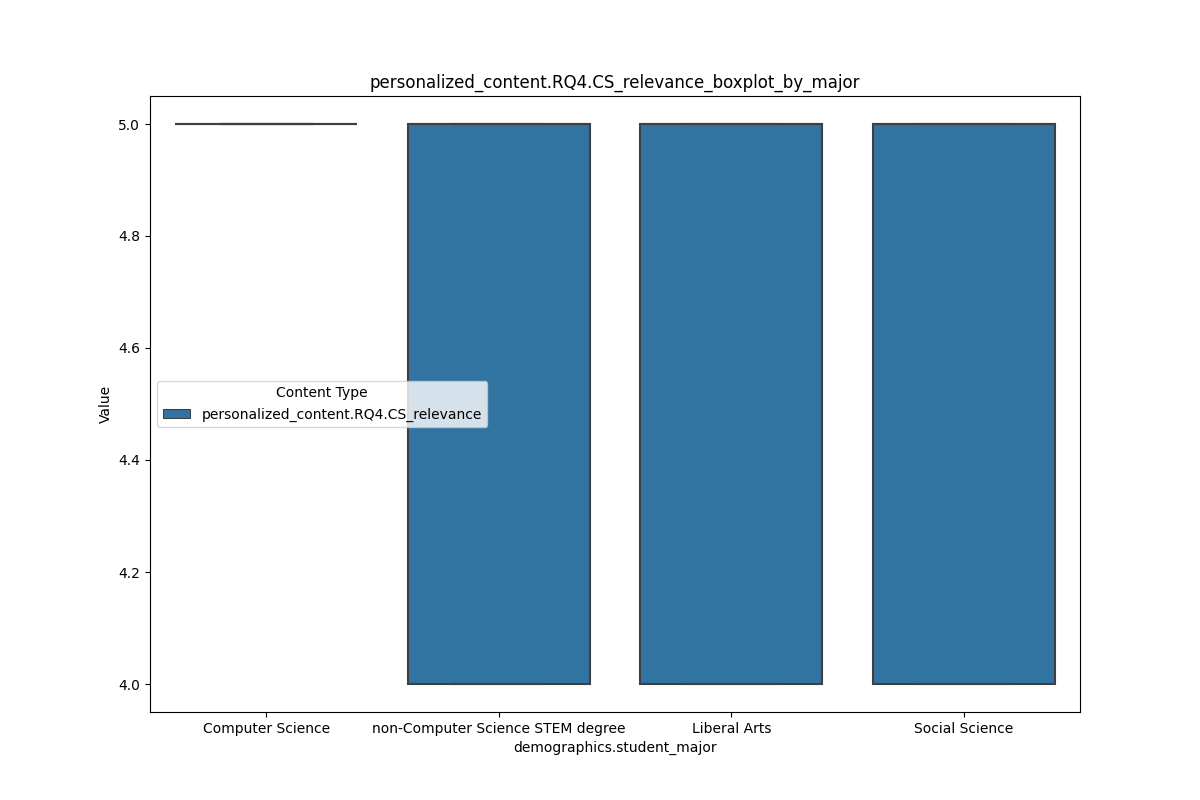 personalized_content.RQ4.CS_relevance_boxplot_by_major
5.0
4.8
4.6
4.4
4.2
4.0
Value
Content Type
personalized_content.RQ4.CS_relevance
Computer Science
non-Computer Science STEM degree
Liberal Arts
Social Science
demographics.student_major